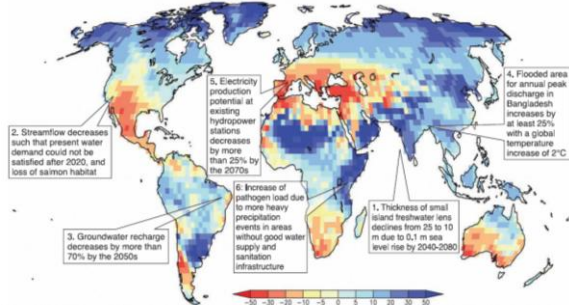 5. Electricity
production
potential at
existing
hydropower
stations
decreases
by more
than 25% by
the 2070s
4. Flooded area
for annual peak
discharge in
Bangladesh
increases by
at least 25%
with a global
temperature
increase of 2°C
2. Streamflow decreases
such that present water
demand could not be
satisfied after 2020, and
loss of salmon habitat
6. Increase of
pathogen load due
to more heavy
precipitation
events in areas
without good water
supply and
sanitation
infrastructure
1. Thickness of small
island freshwater lens
declines from 25 to 10
m due to 0.1 m sea
level rise by 2040-2080
3. Groundwater recharge
decreases by more than
70% by the 2050s
-50 -30 -20 -10 -5 0 5 10 20 30 50